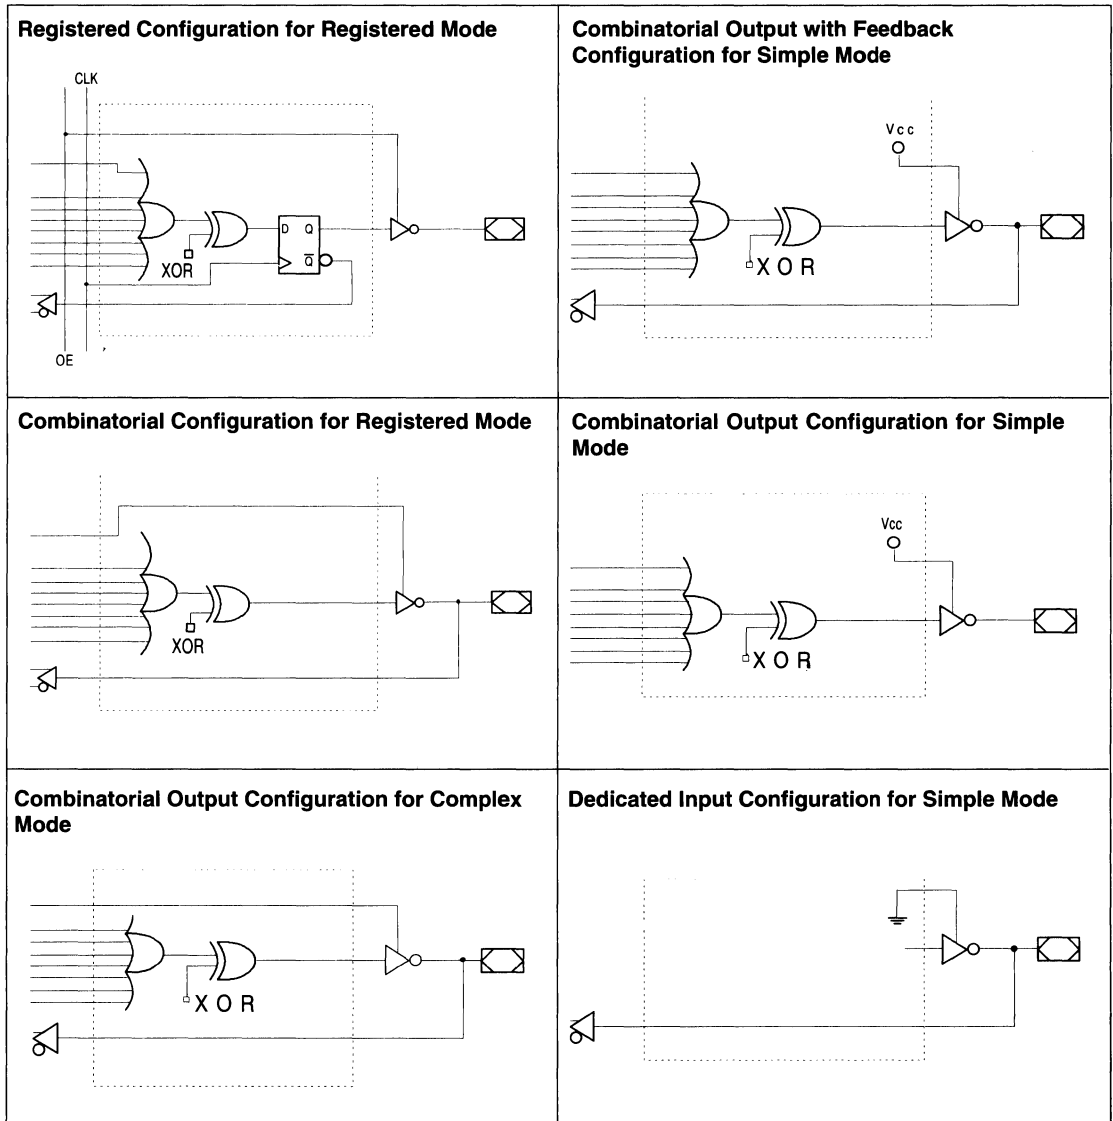 Registered Configuration for Registered Mode
CLK
XOR
D Q
Q
OE
Combinatorial Output with Feedback
Configuration for Simple Mode
Vcc
XOR
Combinatorial Configuration for Registered Mode
XOR
Combinatorial Output Configuration for Simple
Mode
Vcc
XOR
Combinatorial Output Configuration for Complex
Mode
XOR
Dedicated Input Configuration for Simple Mode